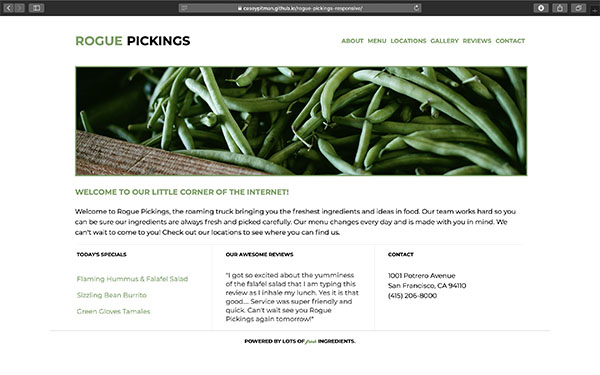 caseypitman.github.io/rogue-pickings-responsive/
ROGUE PICKINGS
ABOUT MENU LOCATIONS GALLERY REVIEWS CONTACT
WELCOME TO OUR LITTLE CORNER OF THE INTERNET!
Welcome to Rogue Pickings, the roaming truck bringing you the freshest ingredients and ideas in food. Our team works hard so you
can be sure our ingredients are always fresh and picked carefully. Our menu changes every day and is made with you in mind. We
can't wait to come to you! Check out our locations to see where you can find us.
TODAY'S SPECIALS
Flaming Hummus & Falafel Salad
Sizzling Bean Burrito
Green Gloves Tamales
OUR AWESOME REVIEWS
"I got so excited about the yumminess
of the falafel salad that I am typing this
review as I inhale my lunch. Yes it is that
good.... Service was super friendly and
quick. Can't wait see you Rogue
Pickings again tomorrow!"
CONTACT
1001 Potrero Avenue
San Francisco, CA 94110
(415) 206-8000
POWERED BY LOTS OF fresh INGREDIENTS.